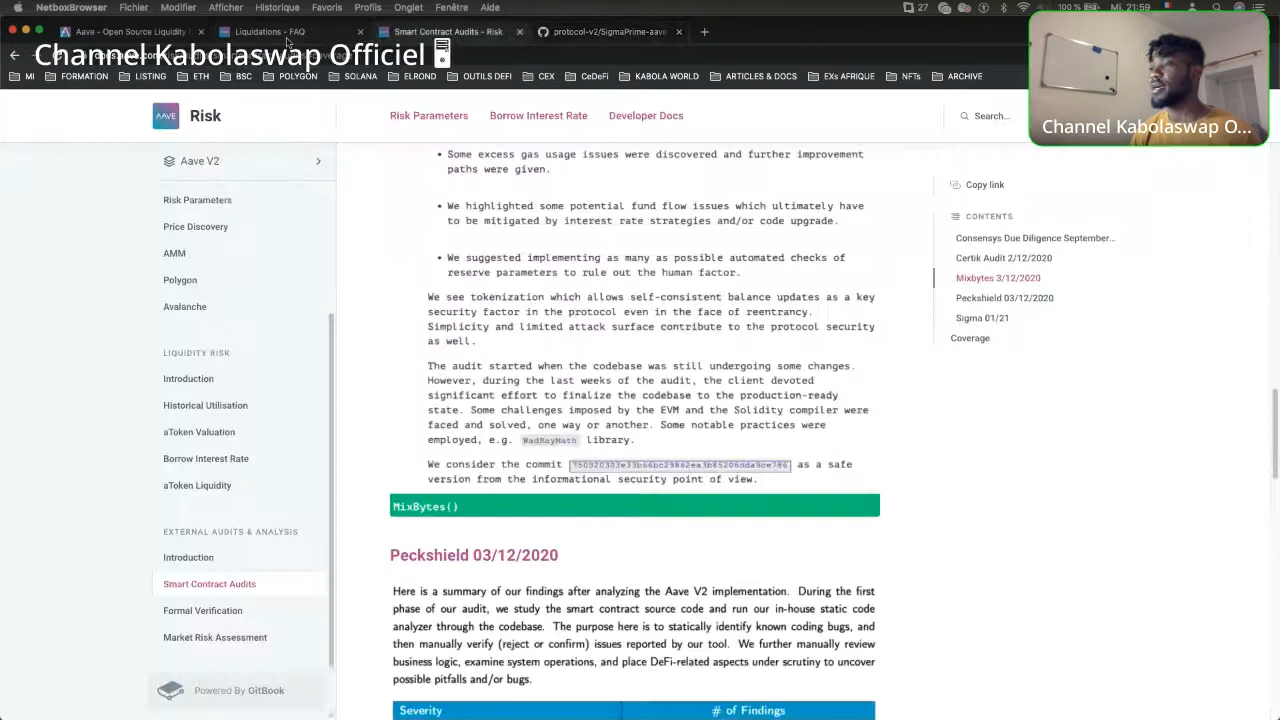 NetboxBrowser Fichier Modifier Afficher Historique Favoris Profils Onglet Fenêtre Aide
27 100 % Mar. 31 mai 21:59
Aave - Open Source Liquidity
Liquidations - FAQ
Smart Contract Audits - Risk
protocol-v2/SigmaPrime-aave
Channel Kabolaswap Officiel
MI FORMATION LISTING ETH BSC POLYGON SOLANA ELROND OUTILS DEFI CEX CeDeFi KABOLA WORLD ARTICLES & DOCS EXs AFRIQUE NFTs ARCHIVE
Channel Kabolaswap O...
AAVE Risk
Risk Parameters Borrow Interest Rate Developer Docs
Search...
Aave V2
Risk Parameters
Price Discovery
AMM
Polygon
Avalanche
LIQUIDITY RISK
Introduction
Historical Utilisation
aToken Valuation
Borrow Interest Rate
aToken Liquidity
EXTERNAL AUDITS & ANALYSIS
Introduction
Smart Contract Audits
Formal Verification
Market Risk Assessment
Powered By GitBook
• Some excess gas usage issues were discovered and further improvement
paths were given.
• We highlighted some potential fund flow issues which ultimately have
to be mitigated by interest rate strategies and/or code upgrade.
• We suggested implementing as many as possible automated checks of
reserve parameters to rule out the human factor.
We see tokenization which allows self-consistent balance updates as a key
security factor in the protocol even in the face of reentrancy.
Simplicity and limited attack surface contribute to the protocol security
as well.
The audit started when the codebase was still undergoing some changes.
However, during the last weeks of the audit, the client devoted
significant effort to finalize the codebase to the production-ready
state. Some challenges imposed by the EVM and the Solidity compiler were
faced and solved, one way or another. Some notable practices were
employed, e.g. WadRayMath library.
We consider the commit as a safe
version from the informational security point of view.
MixBytes()
Peckshield 03/12/2020
Here is a summary of our findings after analyzing the Aave V2 implementation. During the first
phase of our audit, we study the smart contract source code and run our in-house static code
analyzer through the codebase. The purpose here is to statically identify known coding bugs, and
then manually verify (reject or confirm) issues reported by our tool. We further manually review
business logic, examine system operations, and place DeFi-related aspects under scrutiny to uncover
possible pitfalls and/or bugs.
Severity # of Findings
Copy link
CONTENTS
Consensys Due Diligence September...
Certik Audit 2/12/2020
Mixbytes 3/12/2020
Peckshield 03/12/2020
Sigma 01/21
Coverage